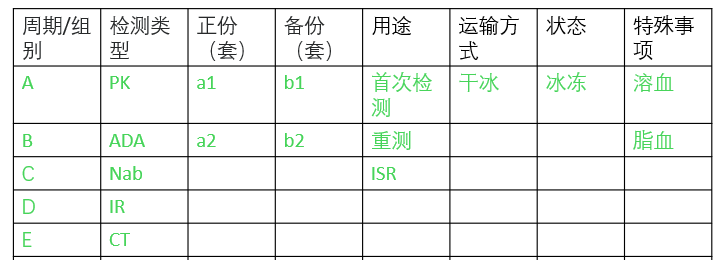 周期/组别 检测类型 正份（套） 备份（套） 用途 运输方式 状态 特殊事项
A PK a1 b1 首次检测 干冰 冰冻 溶血
B ADA a2 b2 重测 脂血
C Nab ISR
D IR
E CT